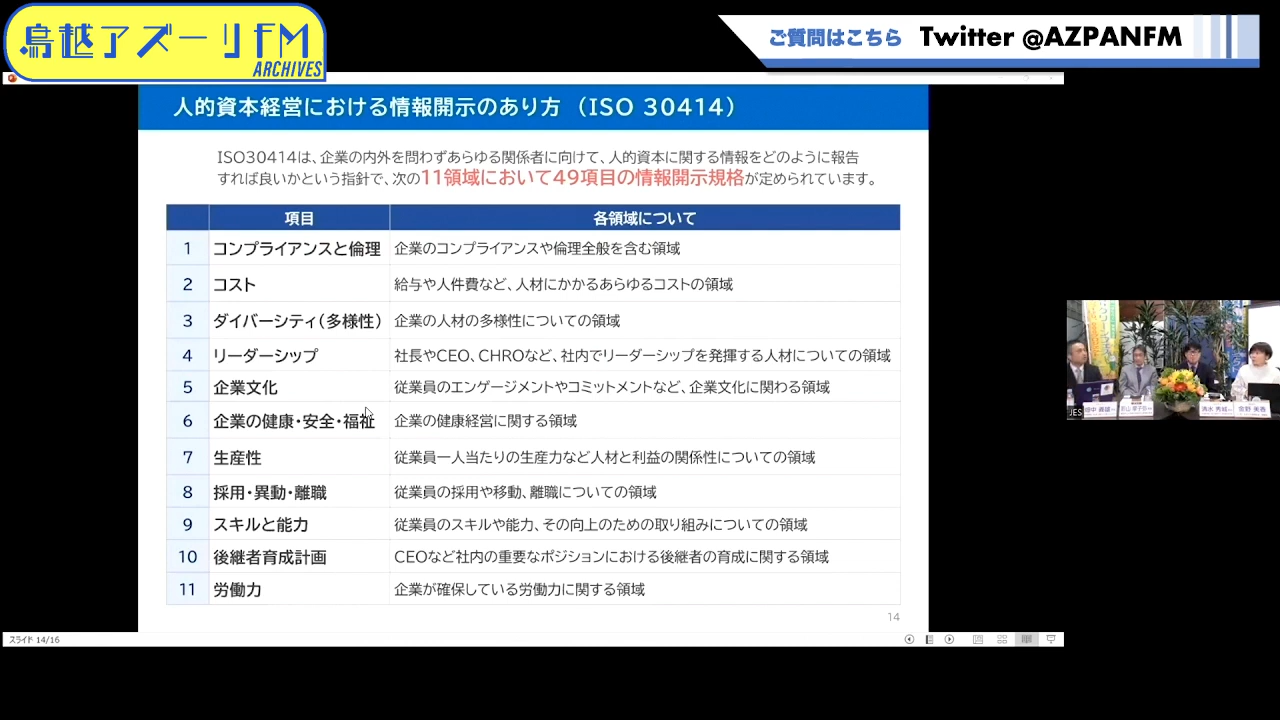 鳥越アズーリFM
ARCHIVES
ご質問はこちら Twitter @AZPANFM
人的資本経営における情報開示のあり方 （ISO 30414）
ISO30414は、企業の内外を問わずあらゆる関係者に向けて、人的資本に関する情報をどのように報告
すれば良いかという指針で、次の11領域において49項目の情報開示規格が定められています。
項目 各領域について
1 コンプライアンスと倫理 企業のコンプライアンスや倫理全般を含む領域
2 コスト 給与や人件費など、人材にかかるあらゆるコストの領域
3 ダイバーシティ（多様性） 企業の人材の多様性についての領域
4 リーダーシップ 社長やCEO、CHROなど、社内でリーダーシップを発揮する人材についての領域
5 企業文化 従業員のエンゲージメントやコミットメントなど、企業文化に関わる領域
6 企業の健康・安全・福祉 企業の健康経営に関する領域
7 生産性 従業員一人当たりの生産力など人材と利益の関係性についての領域
8 採用・異動・離職 従業員の採用や移動、離職についての領域
9 スキルと能力 従業員のスキルや能力、その向上のための取り組みについての領域
10 後継者育成計画 CEOなど社内の重要なポジションにおける後継者の育成に関する領域
11 労働力 企業が確保している労働力に関する領域
14
スライド 14/16
JES